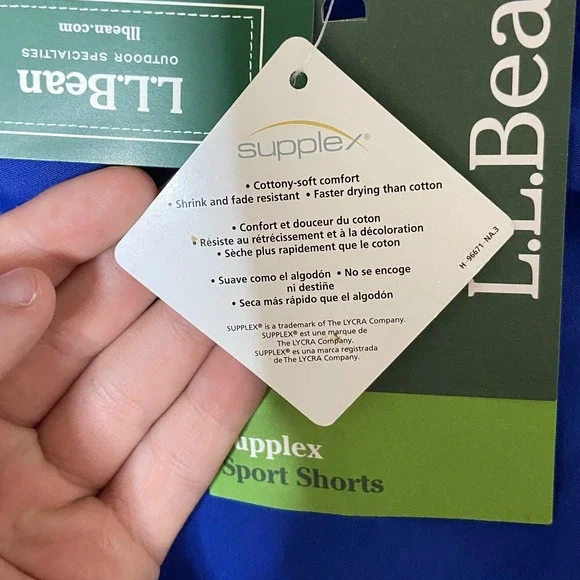 L.L.Bean
OUTDOOR SPECIALTIES
llbean.com
L.L.Bea
supplex®
• Cottony-soft comfort
• Shrink and fade resistant • Faster drying than cotton
• Confort et douceur du coton
• Résiste au rétrécissement et à la décoloration
• Sèche plus rapidement que le coton
• Suave como el algodón • No se encoge
ni destiñe
• Seca más rápido que el algodón
SUPPLEX® is a trademark of The LYCRA Company.
SUPPLEX® est une marque de
The LYCRA Company.
SUPPLEX® es una marca registrada
de The LYCRA Company.
H-96671-NA.3
upplex
Sport Shorts